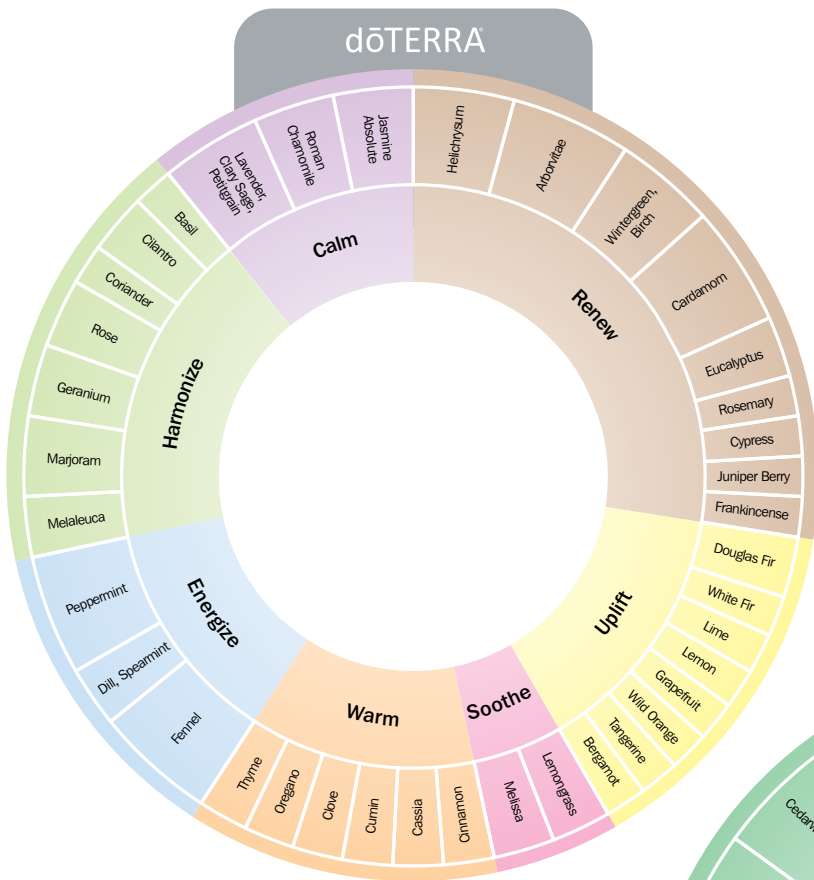 dōTERRA®
Calm
Lavender,
Clary Sage,
Petitgrain
Roman
Chamomile
Jasmine
Absolute
Renew
Helichrysum
Arborvitae
Wintergreen,
Birch
Cardamom
Eucalyptus
Rosemary
Cypress
Juniper Berry
Frankincense
Uplift
Douglas Fir
White Fir
Lime
Lemon
Grapefruit
Wild Orange
Tangerine
Bergamot
Soothe
Lemongrass
Melissa
Warm
Cinnamon
Cassia
Cumin
Clove
Oregano
Thyme
Energize
Fennel
Dill, Spearmint
Peppermint
Harmonize
Melaleuca
Marjoram
Geranium
Rose
Coriander
Cilantro
Basil